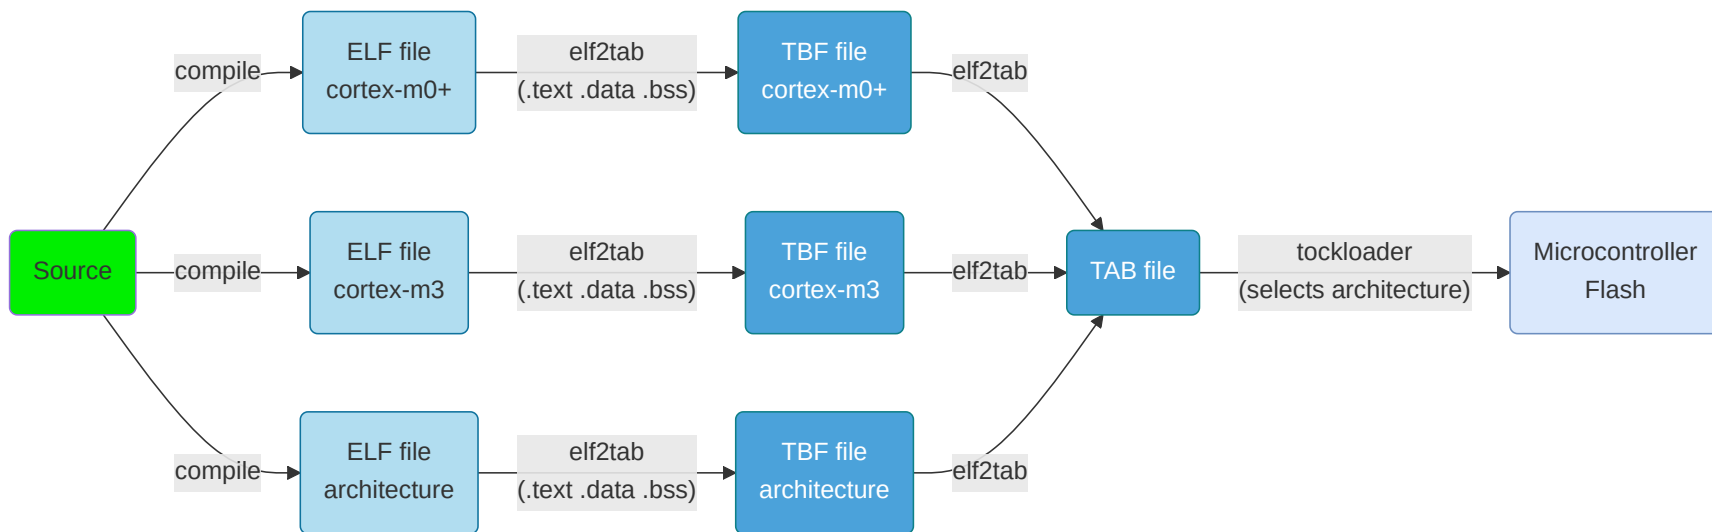 compile
ELF file
cortex-m0+
elf2tab
(.text .data .bss)
TBF file
cortex-m0+
elf2tab
Source
compile
ELF file
cortex-m3
elf2tab
(.text .data .bss)
TBF file
cortex-m3
elf2tab
TAB file
tockloader
(selects architecture)
Microcontroller
Flash
compile
ELF file
architecture
elf2tab
(.text .data .bss)
TBF file
architecture
elf2tab